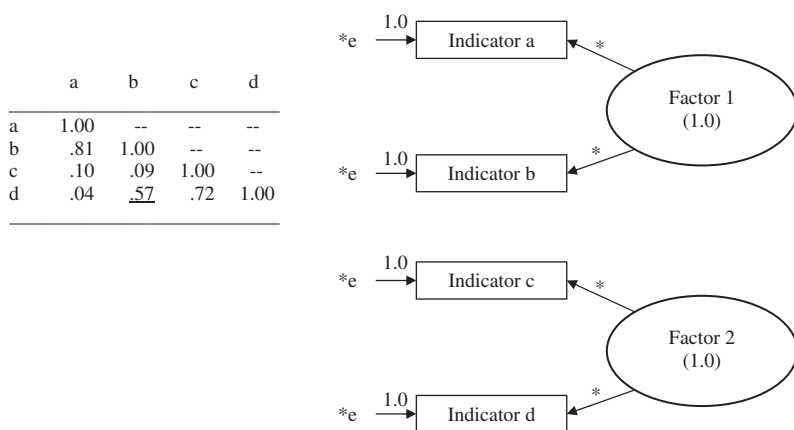 a b c d
a 1.00 -- -- --
b .81 1.00 -- --
c .10 .09 1.00 --
d .04 .57 .72 1.00
*e 1.0 Indicator a *
Factor 1
(1.0)
*e 1.0 Indicator b *
*e 1.0 Indicator c *
Factor 2
(1.0)
*e 1.0 Indicator d *